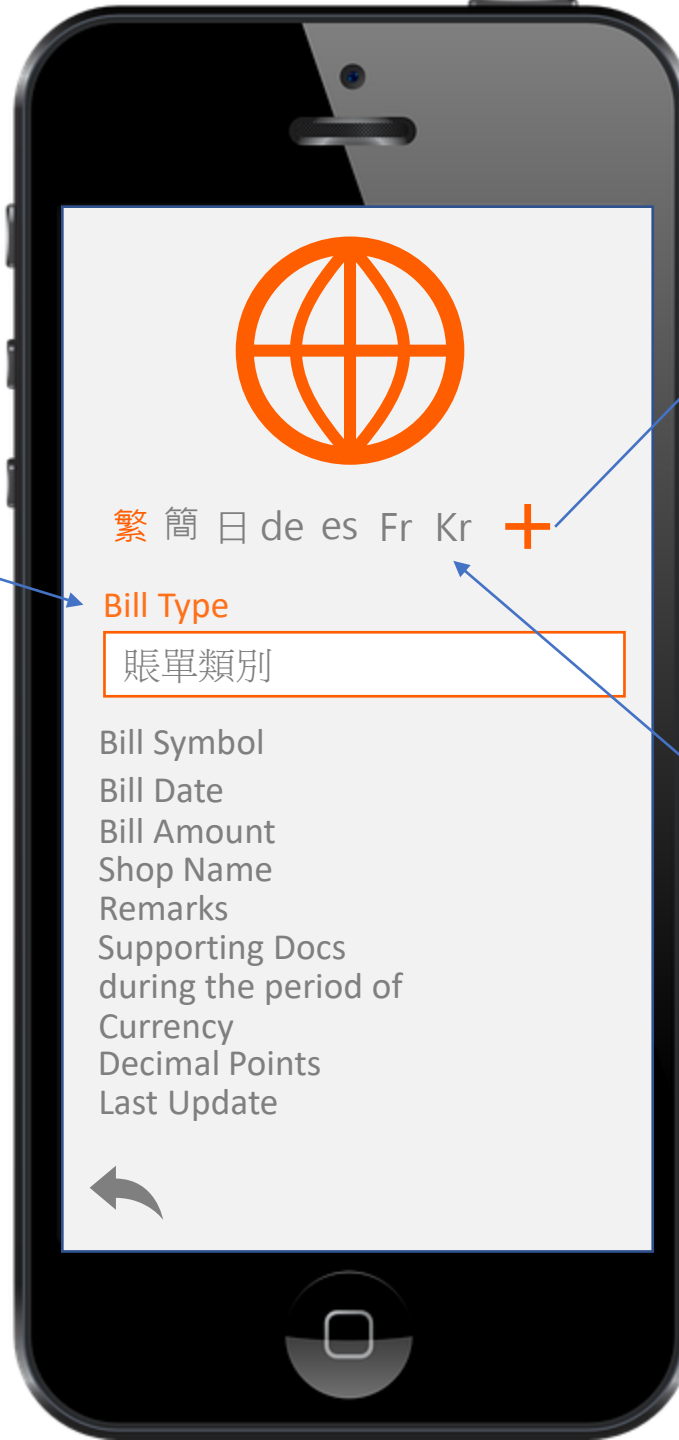 繁 簡 日 de es Fr Kr +
Bill Type
賬單類別
Bill Symbol
Bill Date
Bill Amount
Shop Name
Remarks
Supporting Docs
during the period of
Currency
Decimal Points
Last Update